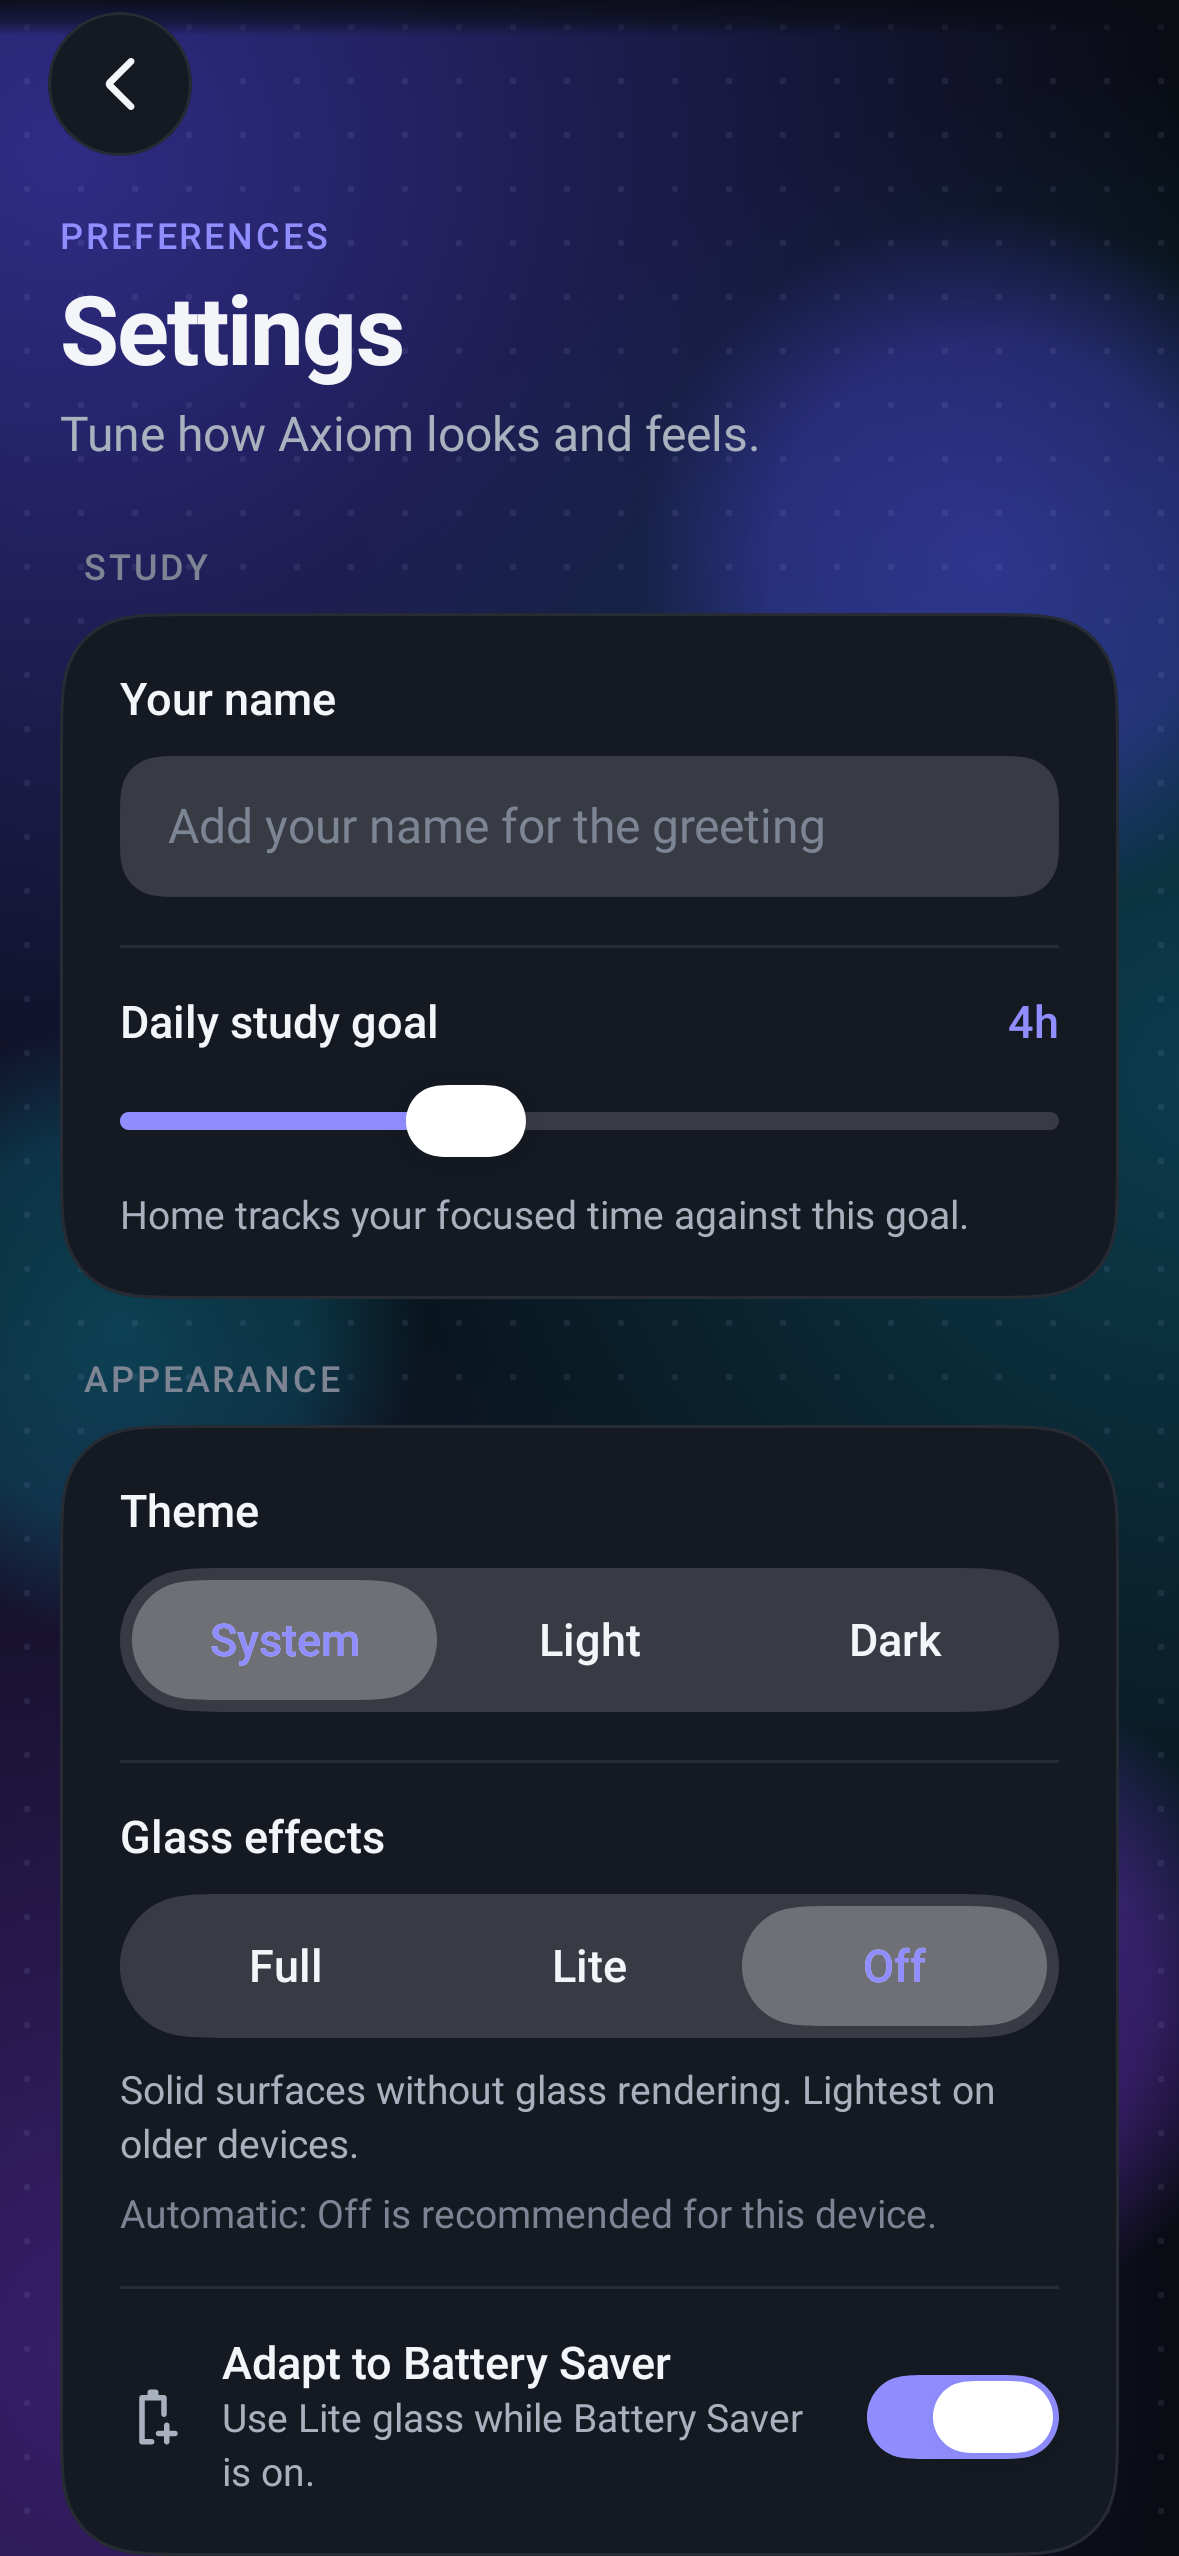 PREFERENCES
Settings
Tune how Axiom looks and feels.
STUDY
Your name
Add your name for the greeting
Daily study goal
4h
Home tracks your focused time against this goal.
APPEARANCE
Theme
System
Light
Dark
Glass effects
Full
Lite
Off
Solid surfaces without glass rendering. Lightest on
older devices.
Automatic: Off is recommended for this device.
Adapt to Battery Saver
Use Lite glass while Battery Saver
is on.